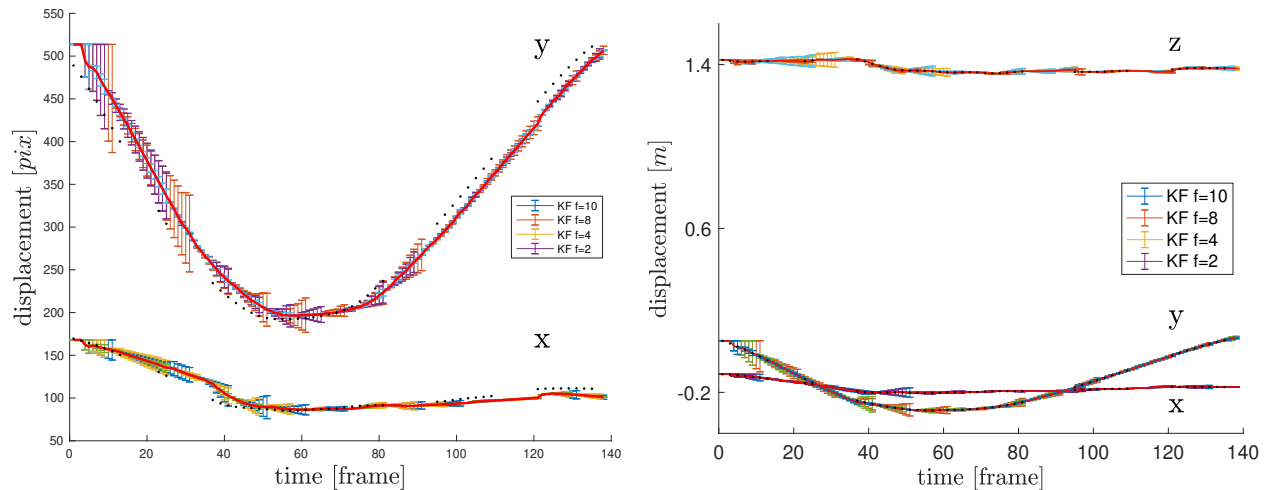 550
500
450
400
350
300
250
200
150
100
50
0 20 40 60 80 100 120 140
displacement [pix]
time [frame]
y
x
KF f=10
KF f=8
KF f=4
KF f=2
1.4
0.6
-0.2
0 20 40 60 80 100 120 140
displacement [m]
time [frame]
z
y
x
KF f=10
KF f=8
KF f=4
KF f=2